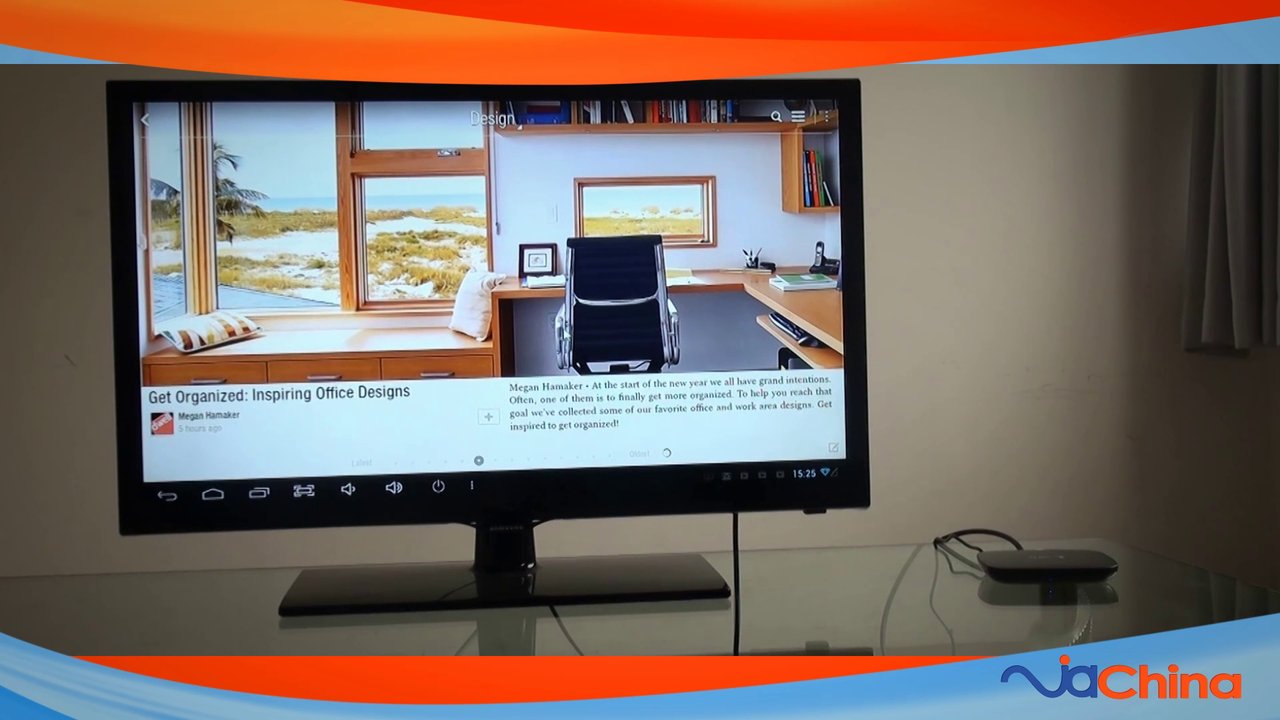 Design
Get Organized: Inspiring Office Designs
Megan Hamaker
5 hours ago
Megan Hamaker • At the start of the new year we all have grand intentions.
Often, one of them is to finally get more organized. To help you reach that
goal we've collected some of our favorite office and work area designs. Get
inspired to get organized!
Latest
Oldest
15:25
SAMSUNG
ViaChina